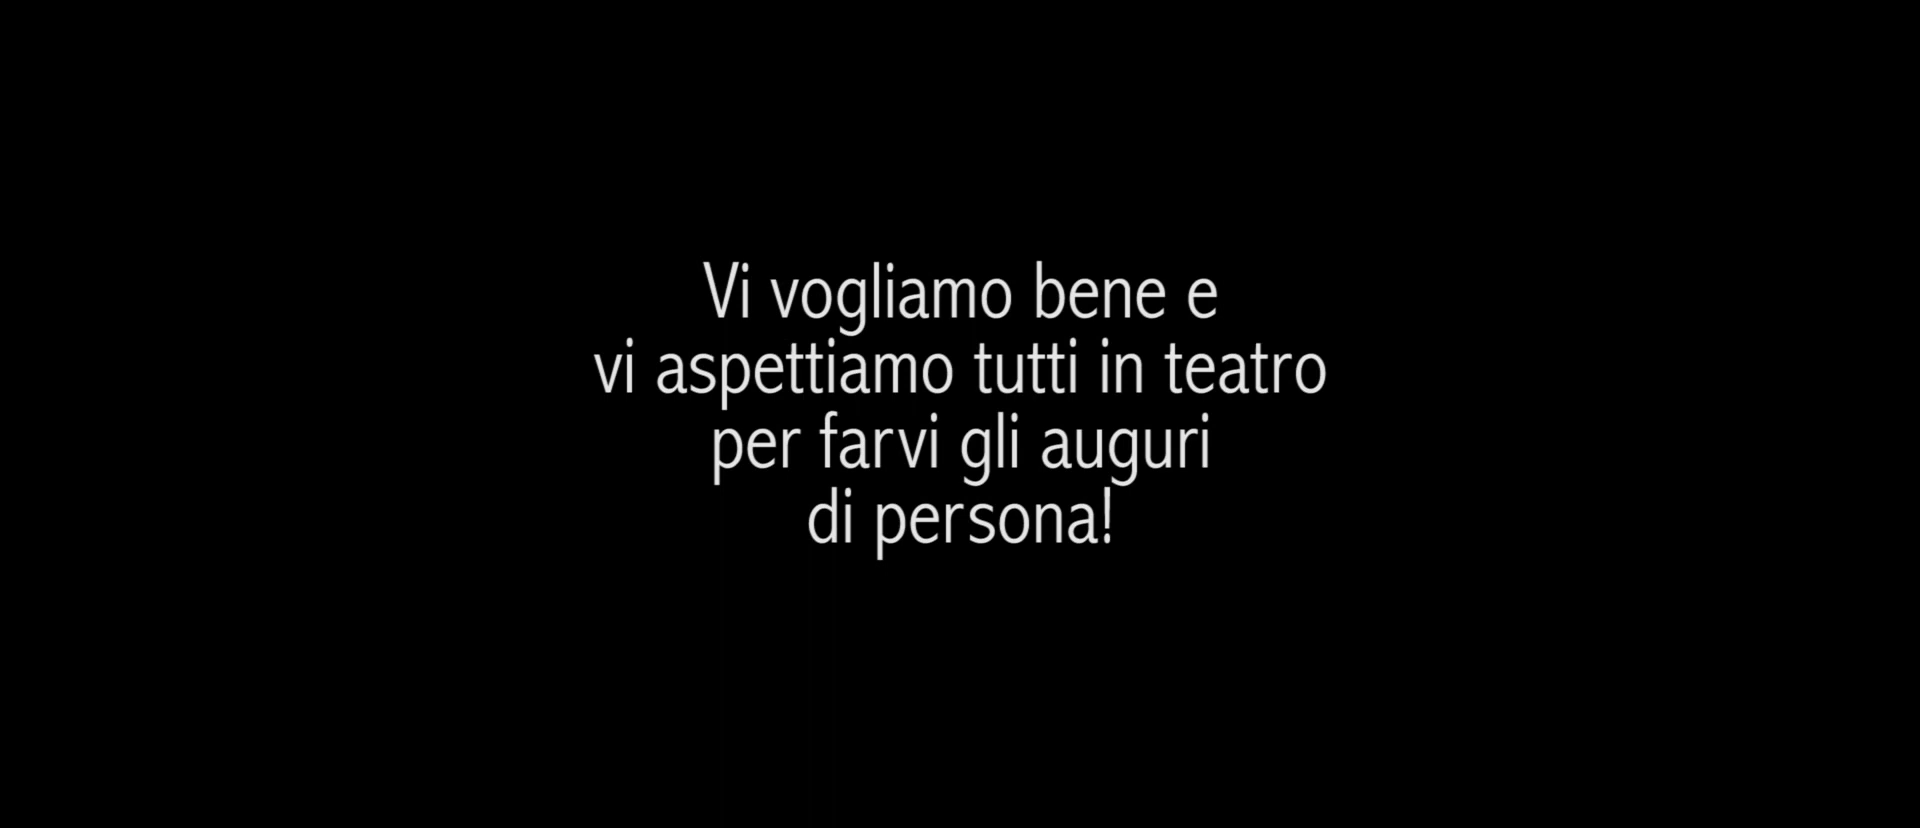 Vi vogliamo bene e
vi aspettiamo tutti in teatro
per farvi gli auguri
di persona!